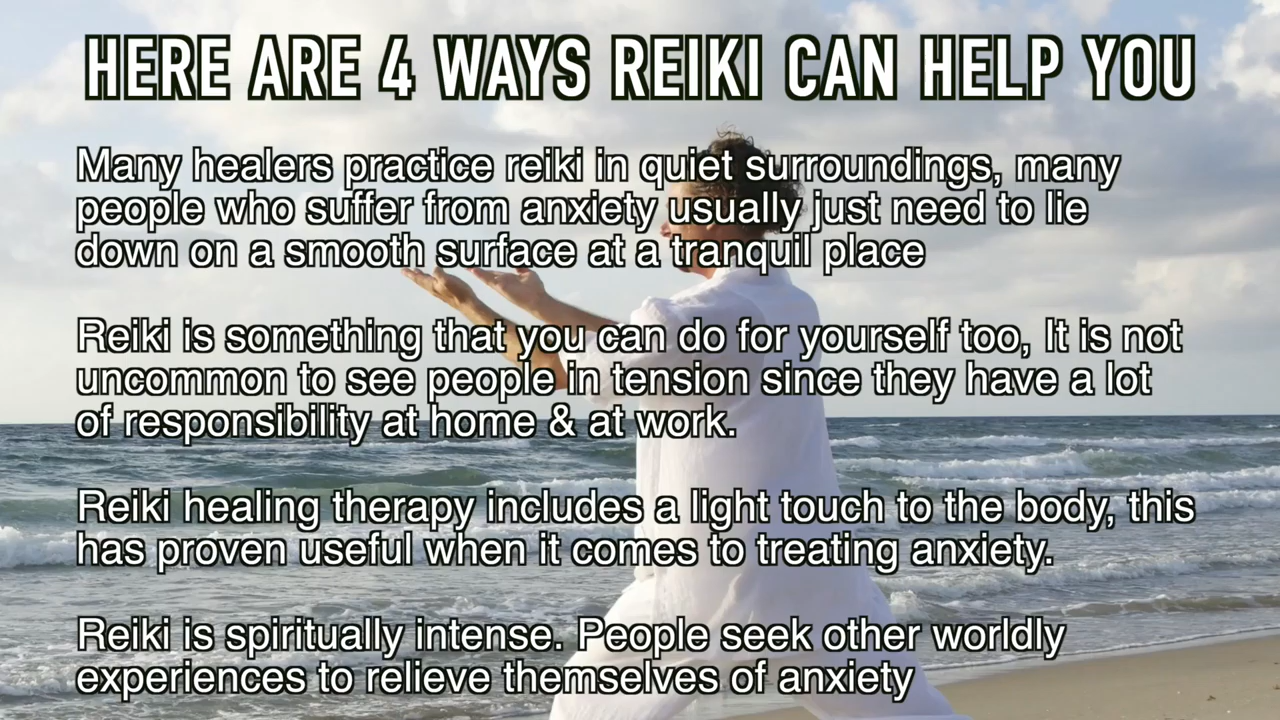 HERE ARE 4 WAYS REIKI CAN HELP YOU
Many healers practice reiki in quiet surroundings, many
people who suffer from anxiety usually just need to lie
down on a smooth surface at a tranquil place
Reiki is something that you can do for yourself too, It is not
uncommon to see people in tension since they have a lot
of responsibility at home & at work.
Reiki healing therapy includes a light touch to the body, this
has proven useful when it comes to treating anxiety.
Reiki is spiritually intense. People seek other worldly
experiences to relieve themselves of anxiety